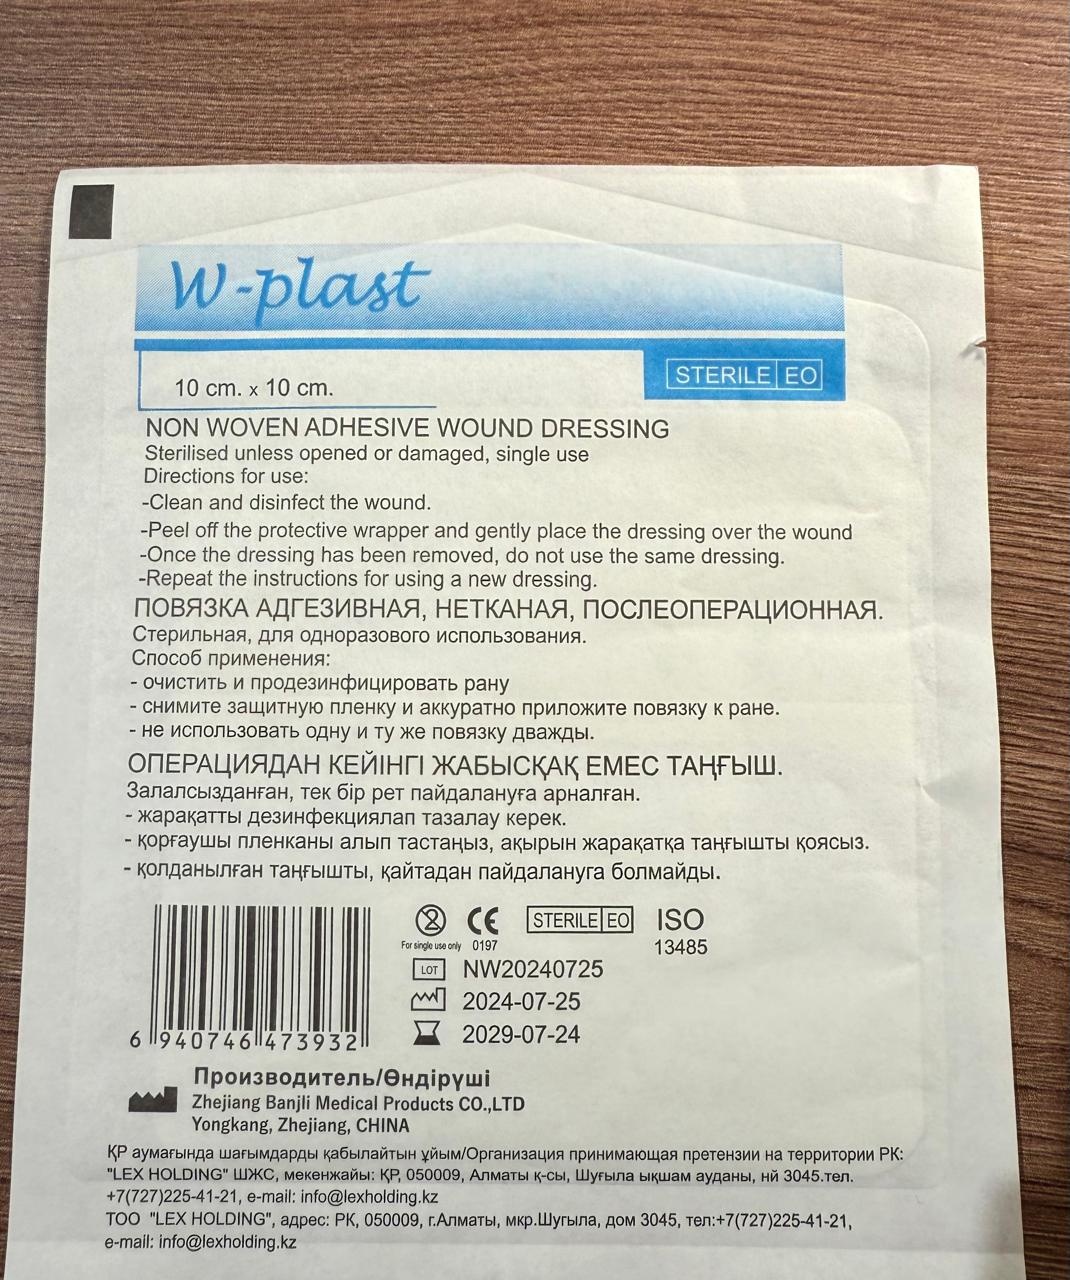 W-plast
10 cm. x 10 cm.
STERILE EO
NON WOVEN ADHESIVE WOUND DRESSING
Sterilised unless opened or damaged, single use
Directions for use:
-Clean and disinfect the wound.
-Peel off the protective wrapper and gently place the dressing over the wound
-Once the dressing has been removed, do not use the same dressing.
-Repeat the instructions for using a new dressing.
ПОВЯЗКА АДГЕЗИВНАЯ, НЕТКАНАЯ, ПОСЛЕОПЕРАЦИОННАЯ.
Стерильная, для одноразового использования.
Способ применения:
- очистить и продезинфицировать рану
- снимите защитную пленку и аккуратно приложите повязку к ране.
- не использовать одну и ту же повязку дважды.
ОПЕРАЦИЯДАН КЕЙІНГІ ЖАБЫСҚАҚ ЕМЕС ТАҢҒЫШ.
Залалсызданған, тек бір рет пайдалануға арналған.
- жарақатты дезинфекциялап тазалау керек.
- қорғаушы пленканы алып тастаңыз, ақырын жарақатқа таңғышты қоясыз.
- қолданылған таңғышты, қайтадан пайдалануга болмайды.
2 CE STERILE EO ISO
For single use only 0197 13485
LOT NW20240725
2024-07-25
2029-07-24
6 940746 473932
Производитель/Өндіруші
Zhejiang Banjli Medical Products CO.,LTD
Yongkang, Zhejiang, CHINA
ҚР аумағында шағымдарды қабылайтын ұйым/Организация принимающая претензии на территории РК:
"LEX HOLDING" ШЖС, мекенжайы: ҚР, 050009, Алматы қ-сы, Шуғыла ықшам ауданы, нй 3045.тел.
+7(727)225-41-21, e-mail: info@lexholding.kz
ТОО "LEX HOLDING", адрес: РК, 050009, г.Алматы, мкр.Шугыла, дом 3045, тел:+7(727)225-41-21,
e-mail: info@lexholding.kz